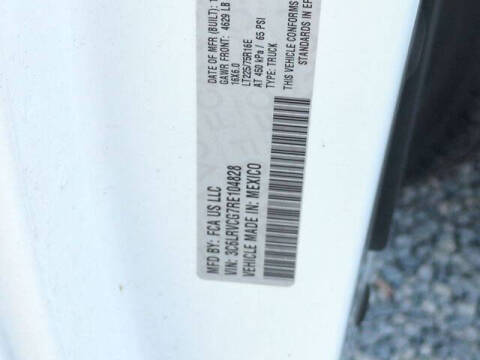 MFD BY: FCA US LLC
VIN: 3C6LRVCG7RE104828
VEHICLE MADE IN: MEXICO
DATE OF MFR (BUILT): 1
GAWR FRONT: 4629 LB
16X6.0
LT225/75R16E
AT 450 kPa / 65 PSI
TYPE: TRUCK
THIS VEHICLE CONFORMS
STANDARDS IN EF